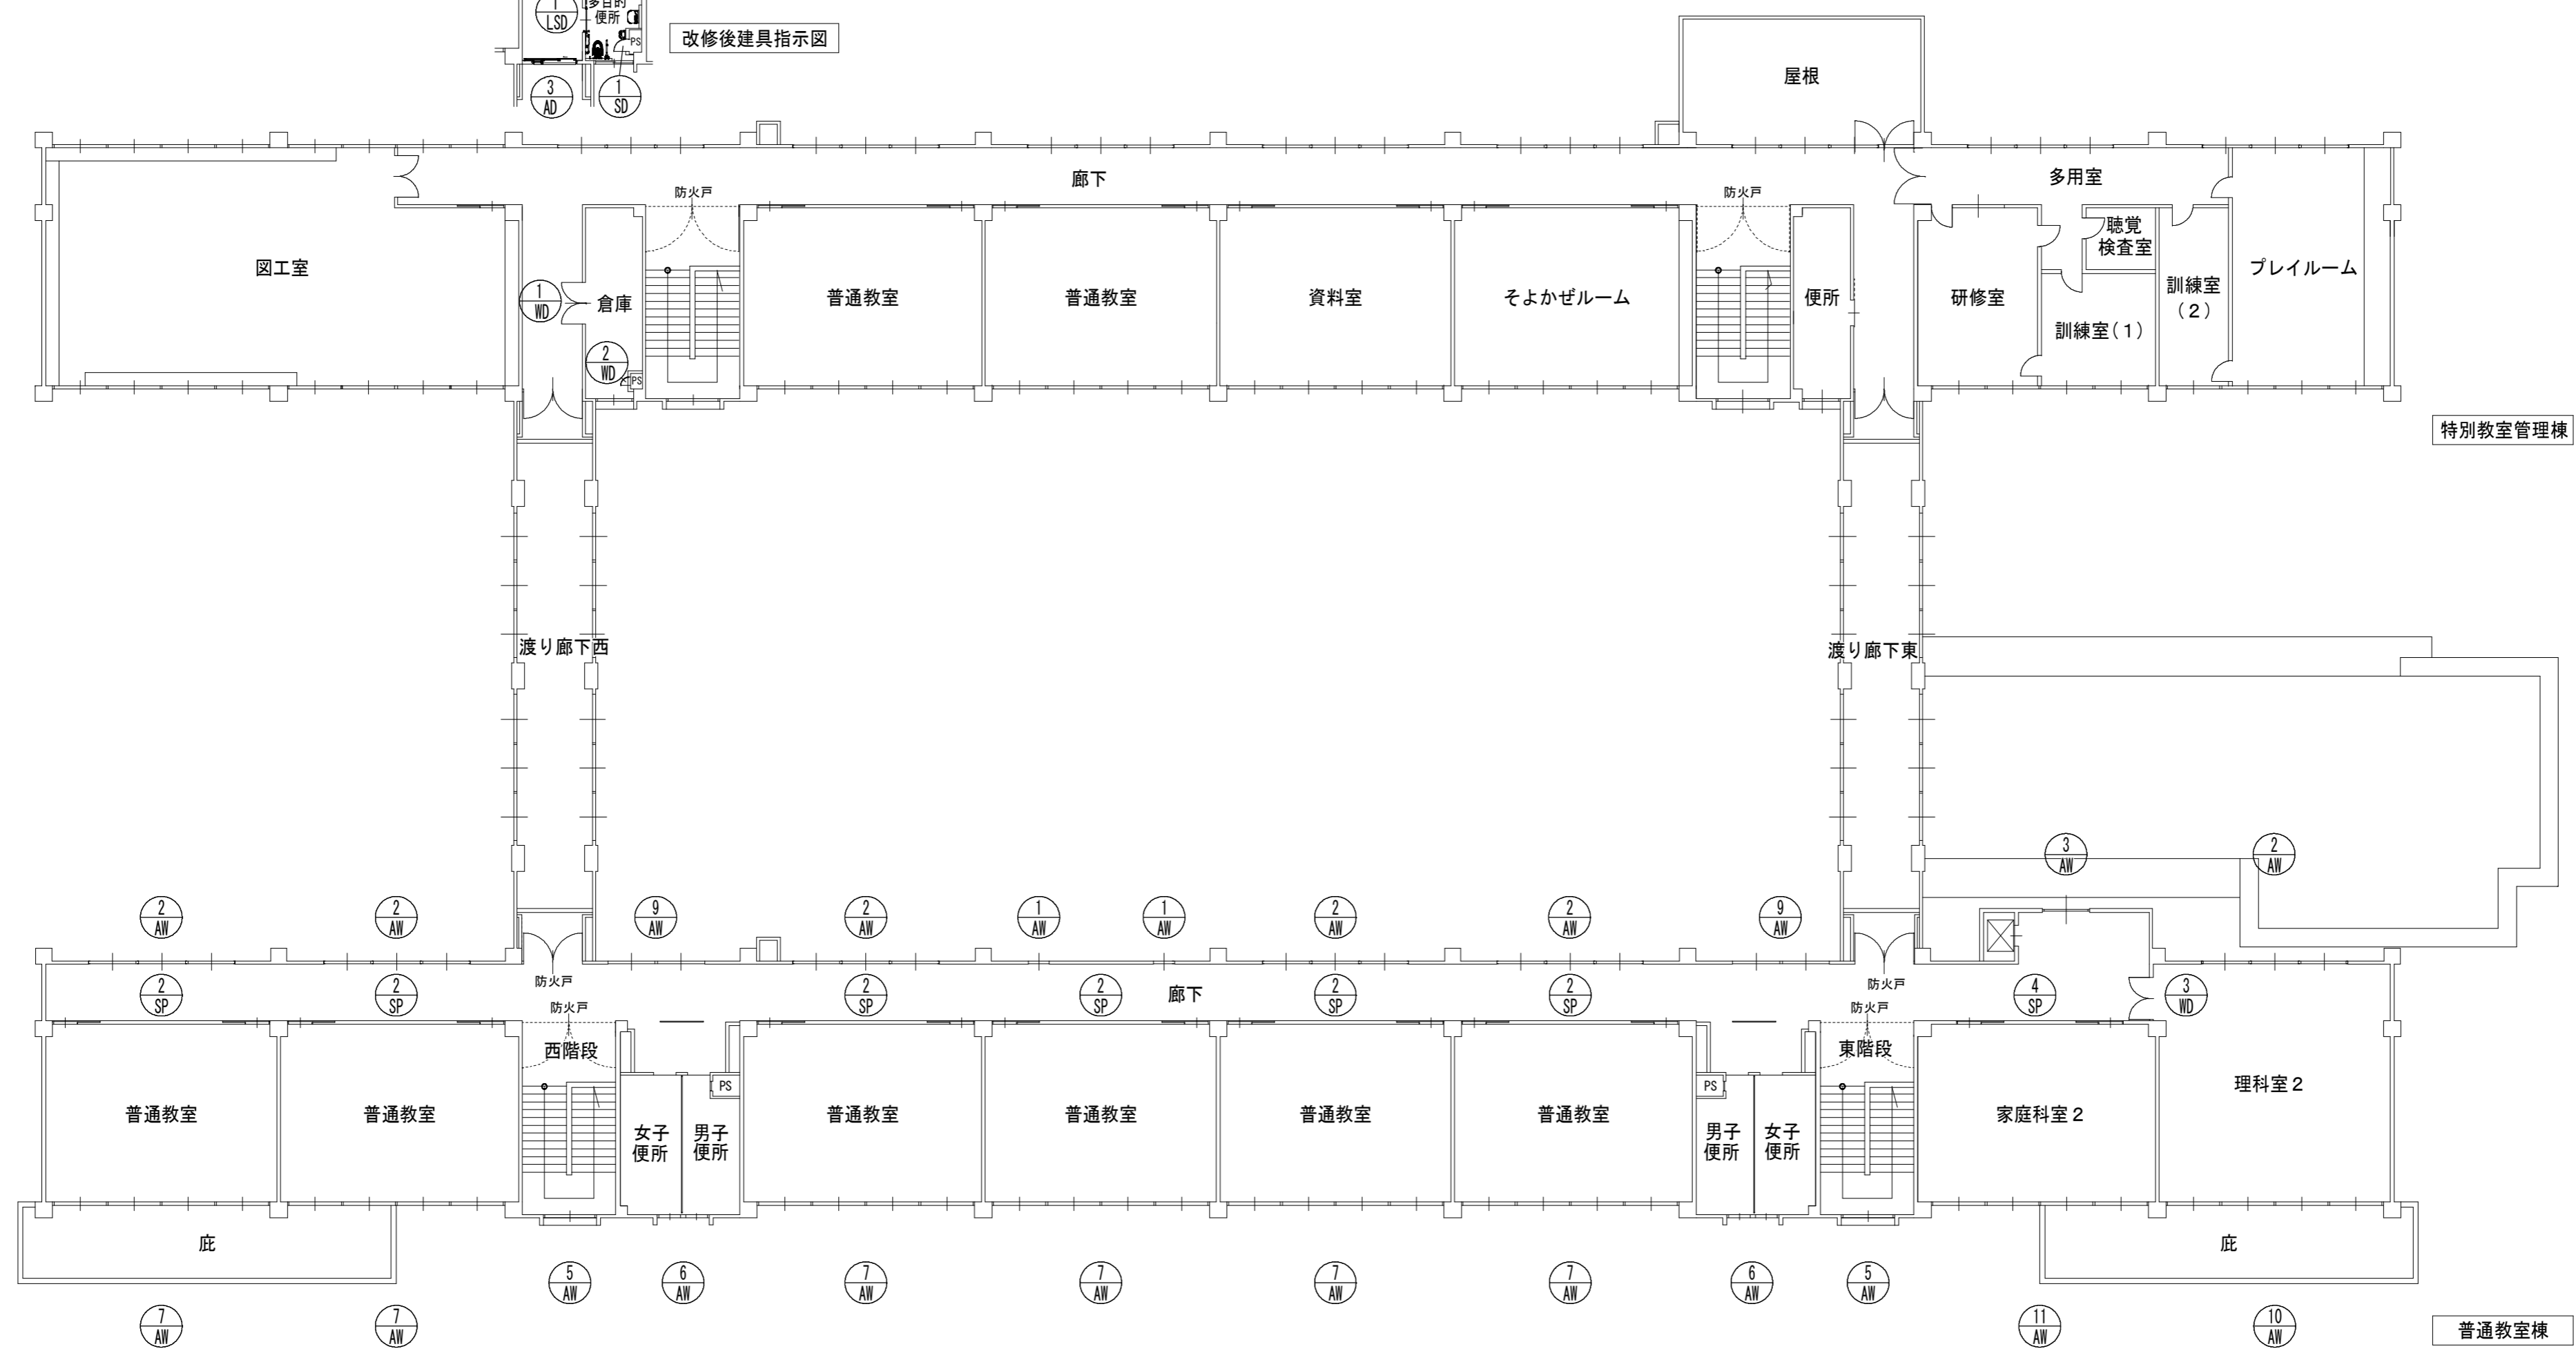 1
LSD
多目的
便所
PS
改修後建具指示図
3
AD
1
SD
屋根
廊下
多用室
防火戸
防火戸
聴覚
検査室
図工室
プレイルーム
1
WD
倉庫
普通教室
普通教室
資料室
そよかぜルーム
便所
研修室
訓練室
(2)
訓練室(1)
2
WD
PS
特別教室管理棟
渡り廊下西
渡り廊下東
3
AW
2
AW
2
AW
2
AW
9
AW
2
AW
1
AW
1
AW
2
AW
2
AW
9
AW
防火戸
防火戸
2
SP
2
SP
2
SP
2
SP
廊下
2
SP
2
SP
4
SP
3
WD
防火戸
防火戸
西階段
東階段
PS
PS
普通教室
普通教室
女子
便所
男子
便所
普通教室
普通教室
普通教室
普通教室
男子
便所
女子
便所
家庭科室2
理科室2
庇
庇
5
AW
6
AW
7
AW
7
AW
7
AW
7
AW
6
AW
5
AW
7
AW
7
AW
11
AW
10
AW
普通教室棟